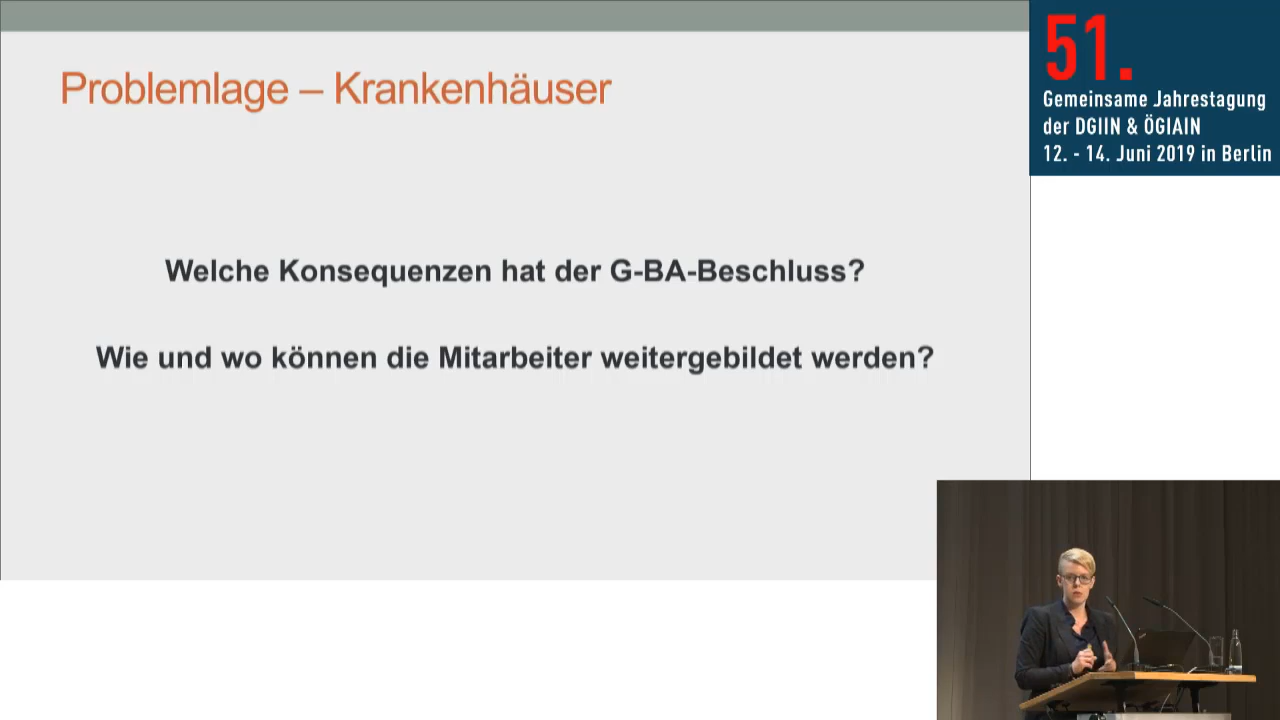 Problemlage – Krankenhäuser
Welche Konsequenzen hat der G-BA-Beschluss?
Wie und wo können die Mitarbeiter weitergebildet werden?
51.
Gemeinsame Jahrestagung
der DGIIN & ÖGIAIN
12. - 14. Juni 2019 in Berlin